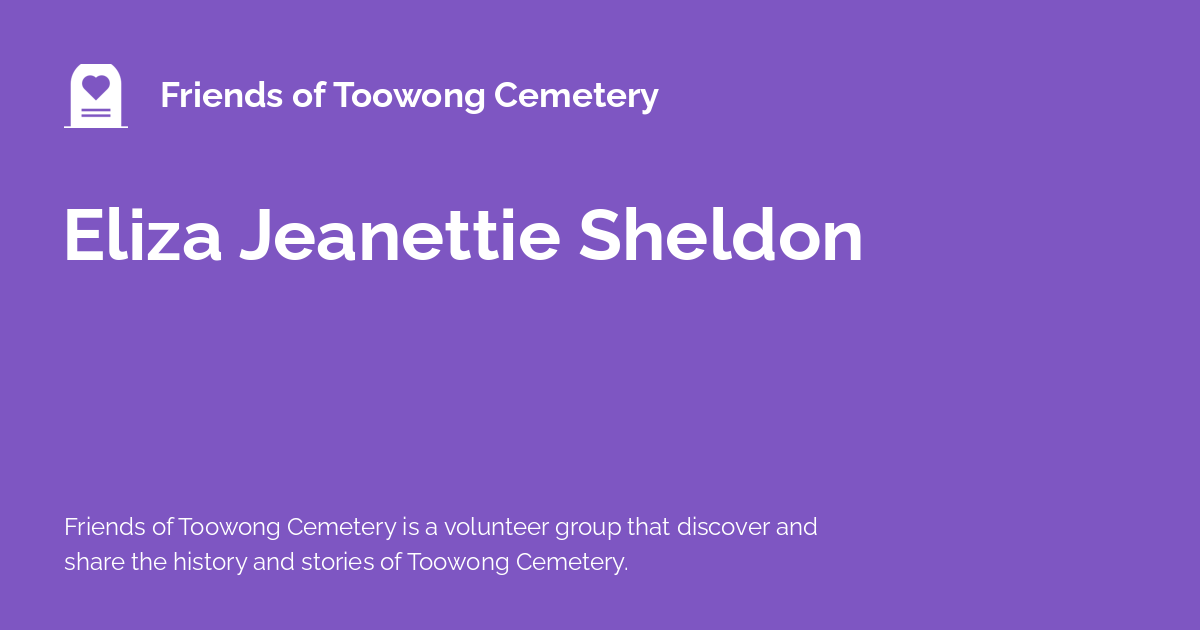 Friends of Toowong Cemetery
Eliza Jeanettie Sheldon
Friends of Toowong Cemetery is a volunteer group that discover and
share the history and stories of Toowong Cemetery.